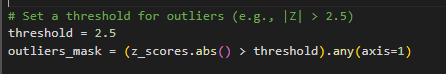 # Set a threshold for outliers (e.g., |Z| > 2.5)
threshold = 2.5
outliers_mask = (z_scores.abs() > threshold).any(axis=1)